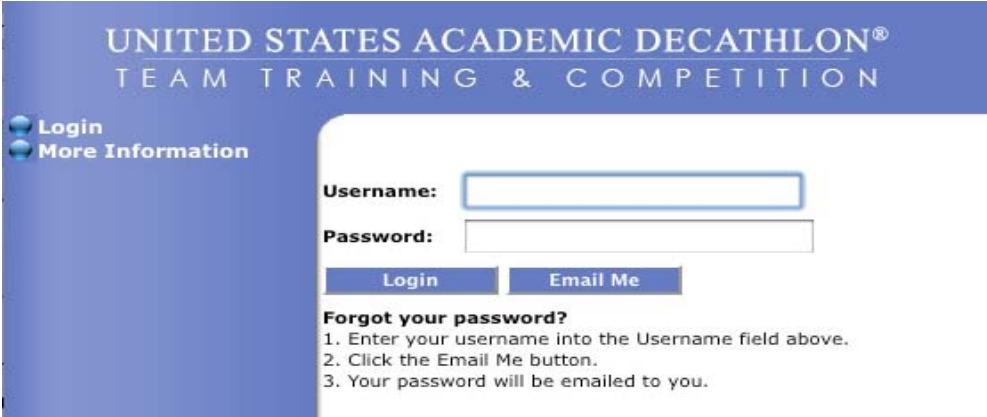 UNITED STATES ACADEMIC DECATHLON®
TEAM TRAINING & COMPETITION
Login
More Information
Username:
Password:
Login Email Me
Forgot your password?
1. Enter your username into the Username field above.
2. Click the Email Me button.
3. Your password will be emailed to you.